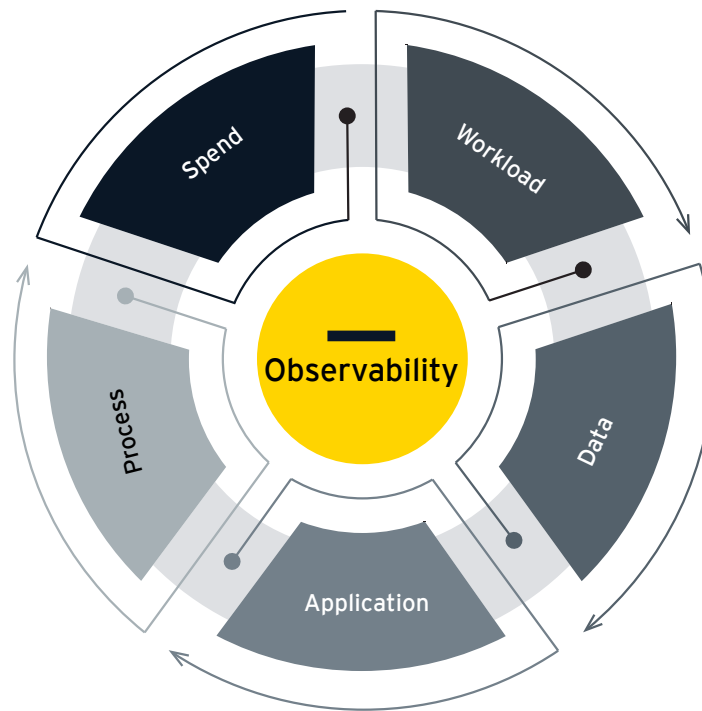 Spend
Workload
Observability
Process
Data
Application